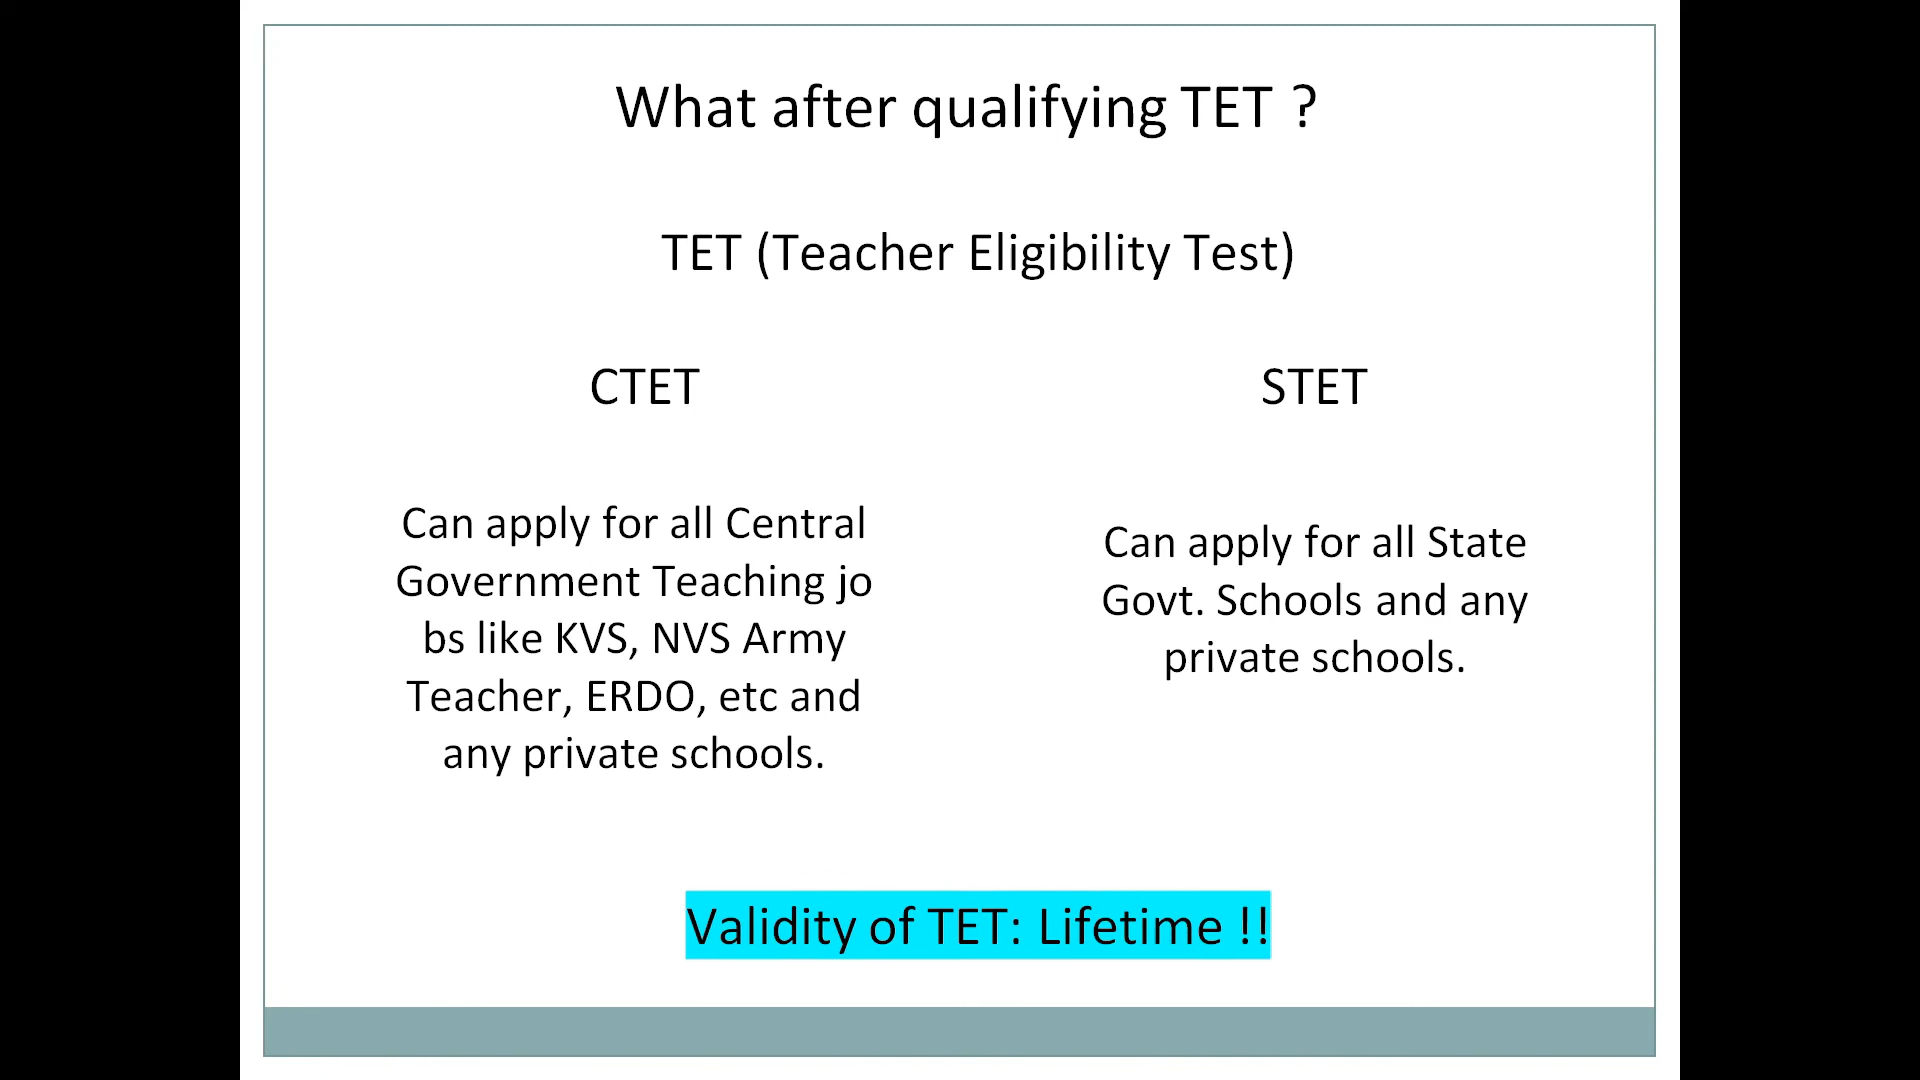 What after qualifying TET ?
TET (Teacher Eligibility Test)
CTET
Can apply for all Central
Government Teaching jo
bs like KVS, NVS Army
Teacher, ERDO, etc and
any private schools.
STET
Can apply for all State
Govt. Schools and any
private schools.
Validity of TET: Lifetime !!